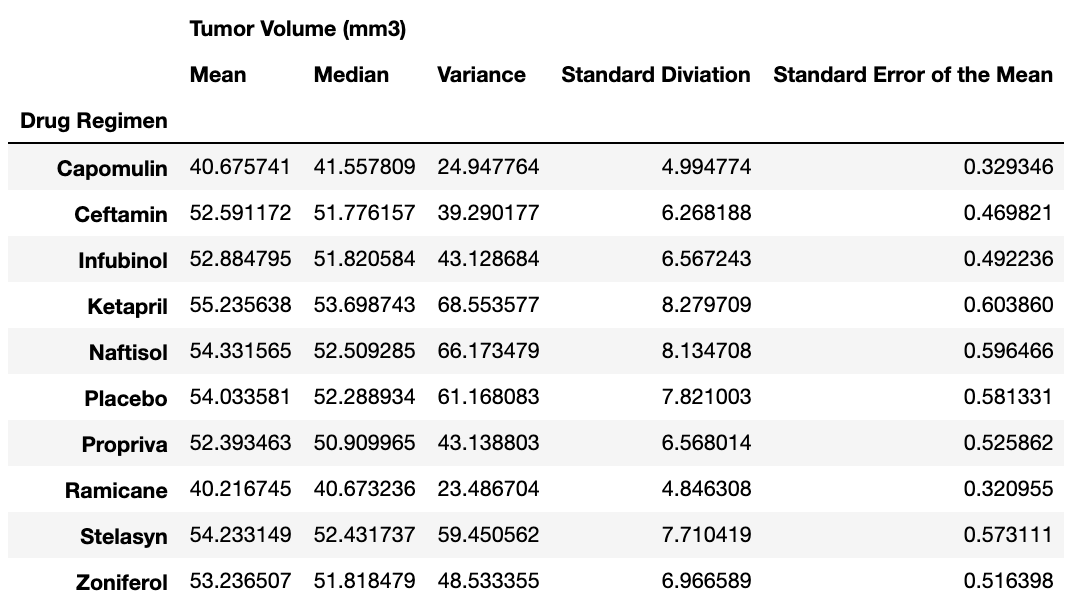 Tumor Volume (mm3)
Mean Median Variance Standard Diviation Standard Error of the Mean
Drug Regimen
Capomulin 40.675741 41.557809 24.947764 4.994774 0.329346
Ceftamin 52.591172 51.776157 39.290177 6.268188 0.469821
Infubinol 52.884795 51.820584 43.128684 6.567243 0.492236
Ketapril 55.235638 53.698743 68.553577 8.279709 0.603860
Naftisol 54.331565 52.509285 66.173479 8.134708 0.596466
Placebo 54.033581 52.288934 61.168083 7.821003 0.581331
Propriva 52.393463 50.909965 43.138803 6.568014 0.525862
Ramicane 40.216745 40.673236 23.486704 4.846308 0.320955
Stelasyn 54.233149 52.431737 59.450562 7.710419 0.573111
Zoniferol 53.236507 51.818479 48.533355 6.966589 0.516398